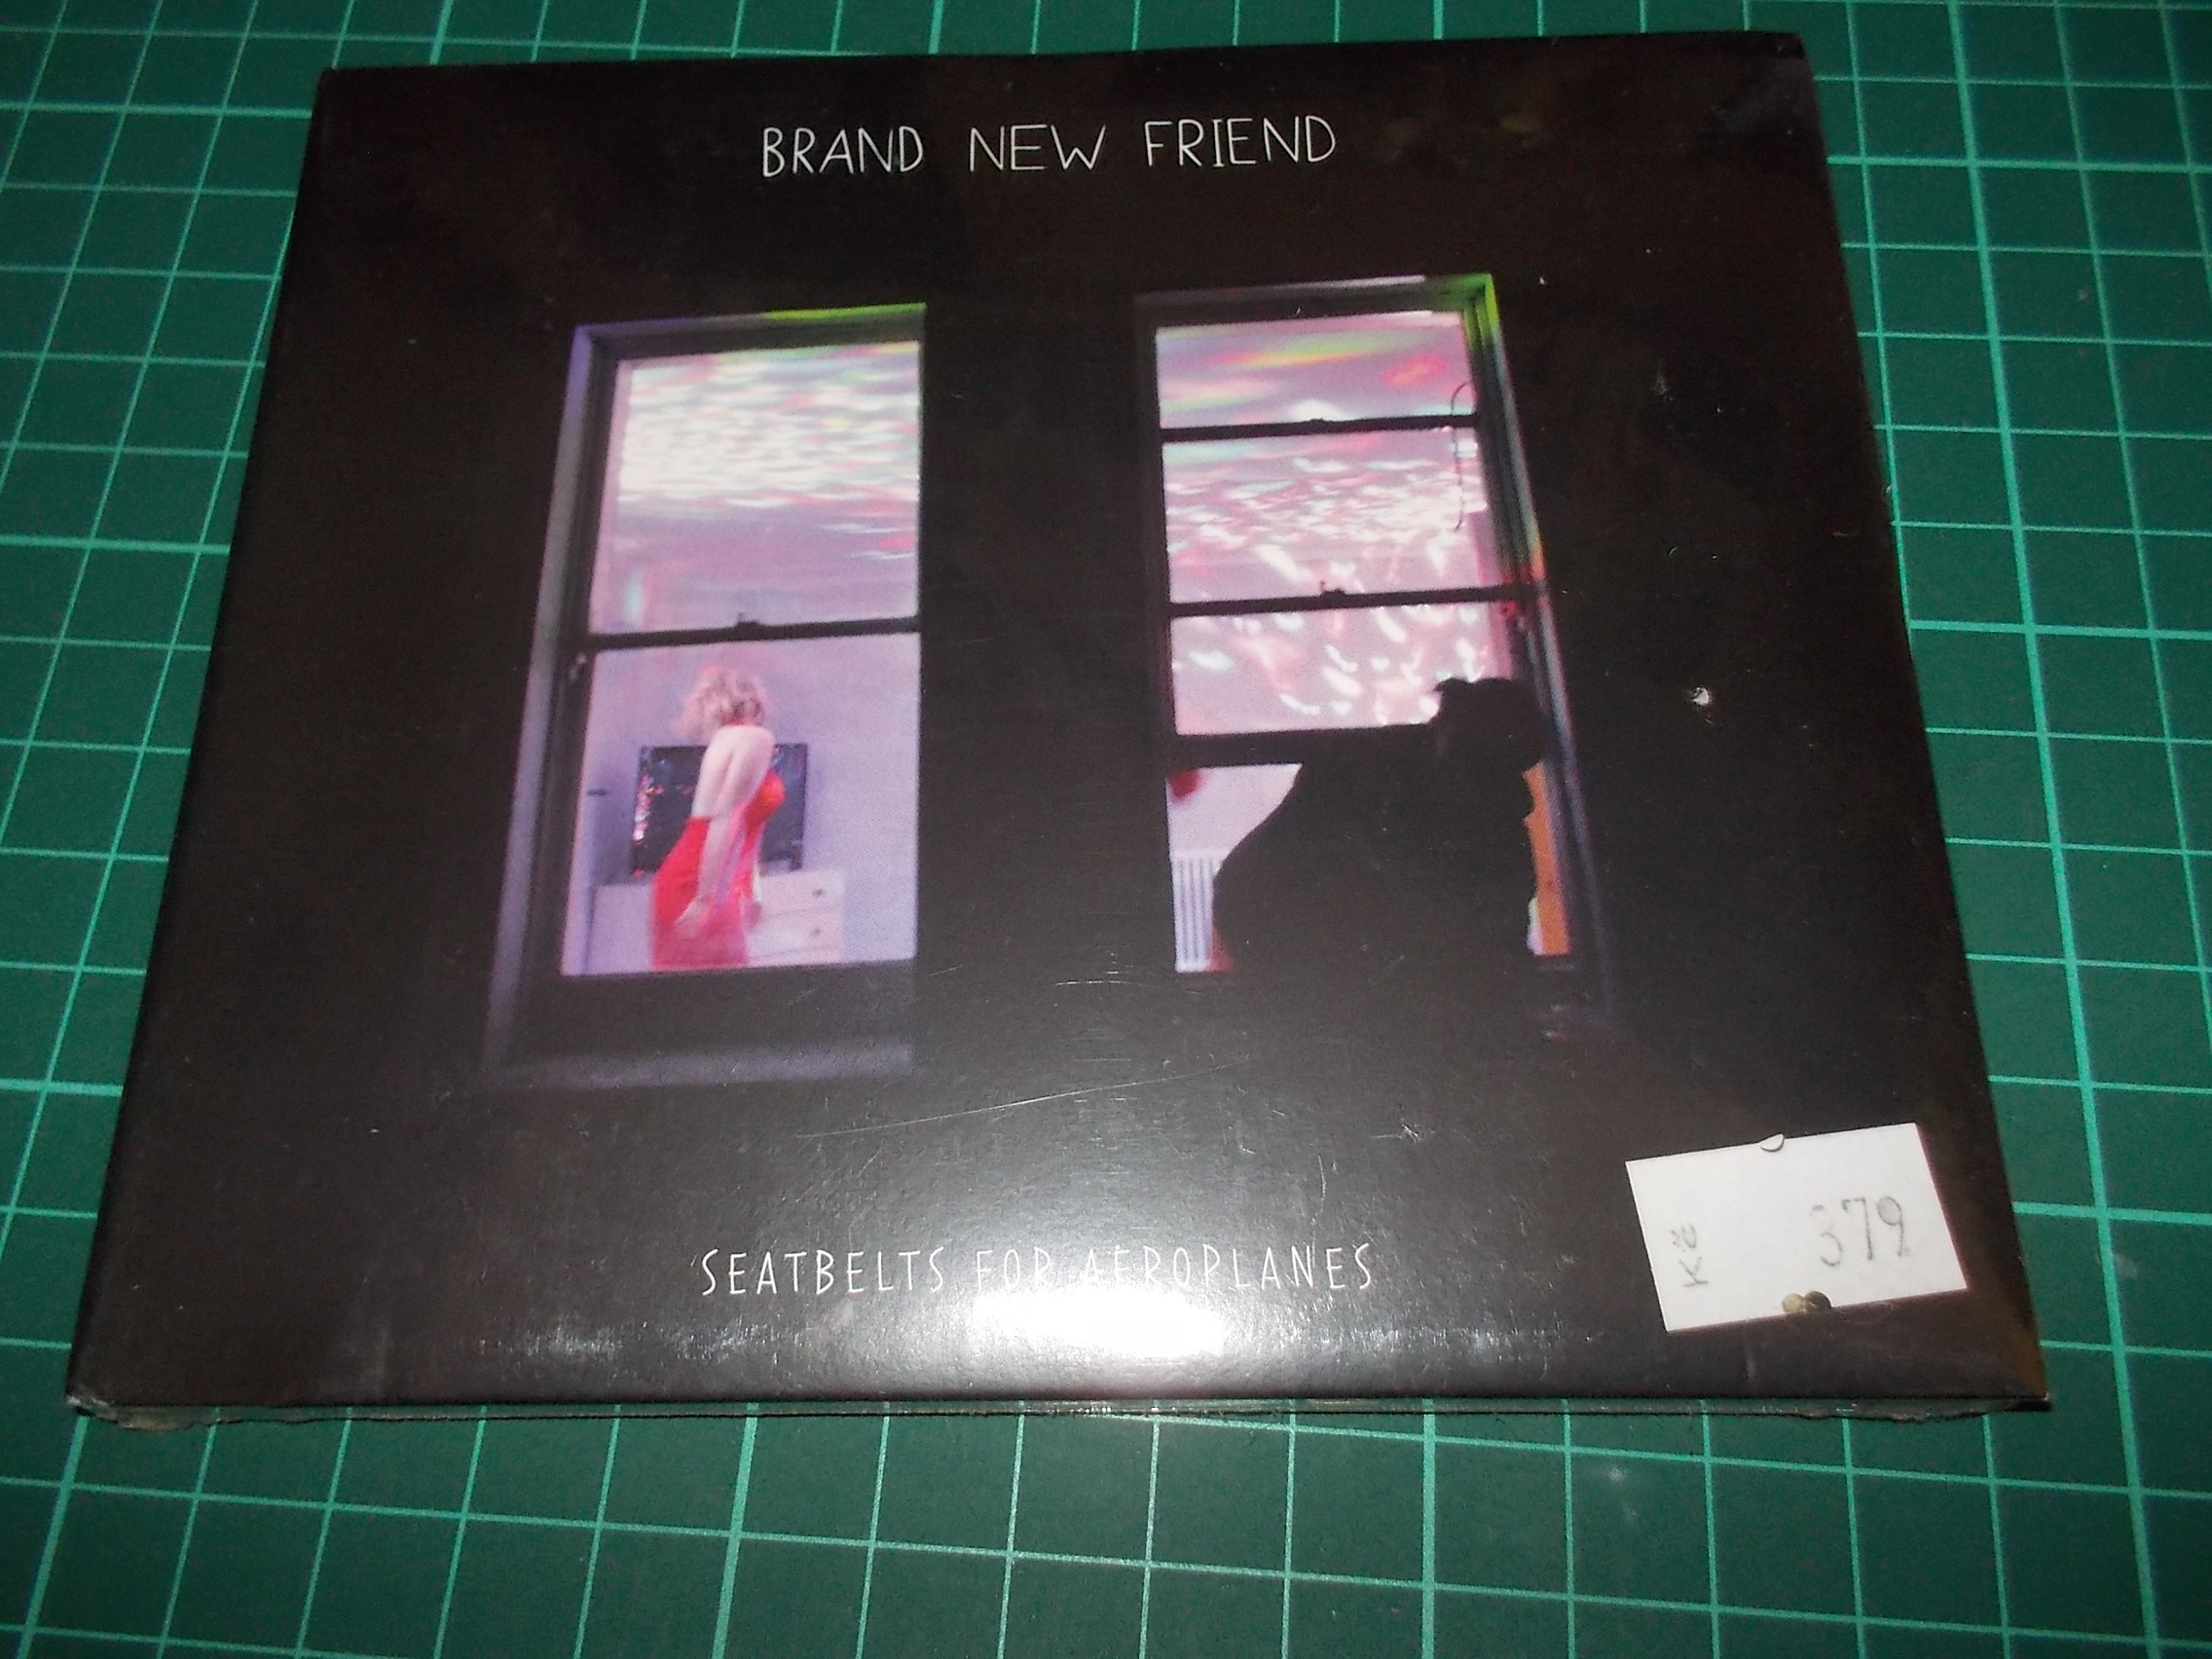 BRAND NEW FRIEND
SEATBELTS FOR AEROPLANES
Kč 379